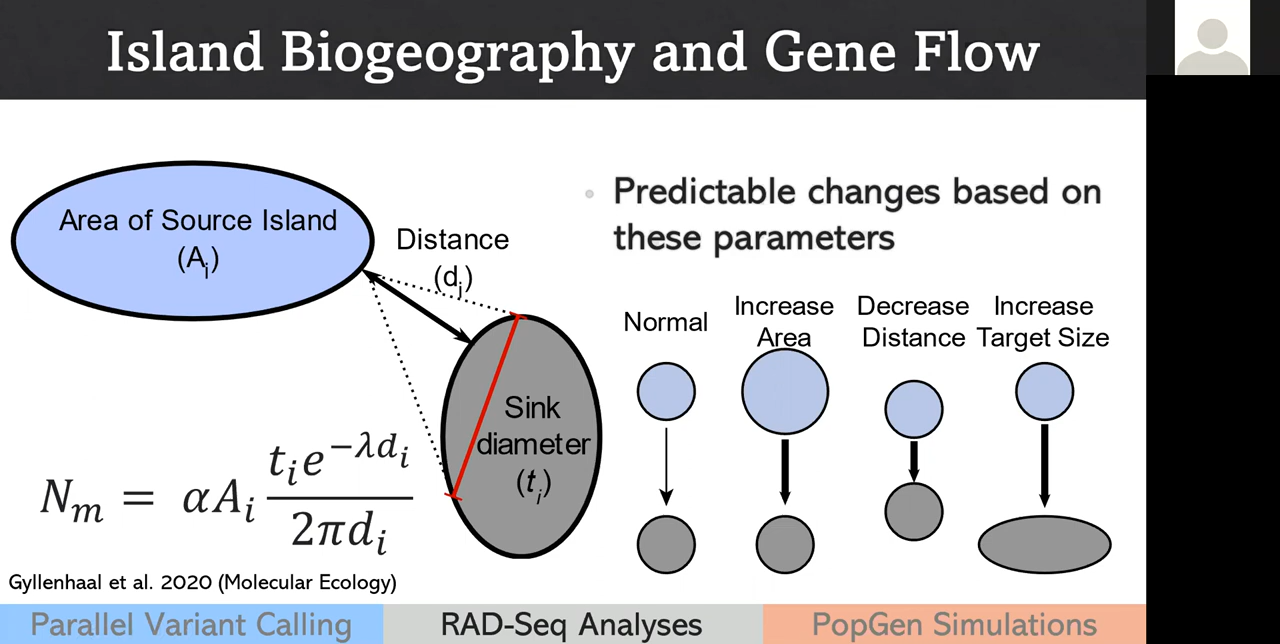 Island Biogeography and Gene Flow
Area of Source Island
(Aⱼ)
Distance
(dⱼ)
Sink
diameter
(tᵢ)
Nₘ = αAᵢ tᵢe^−λdᵢ / 2πdᵢ
Gyllenhaal et al. 2020 (Molecular Ecology)
Predictable changes based on
these parameters
Normal
Increase
Area
Decrease
Distance
Increase
Target Size
Parallel Variant Calling
RAD-Seq Analyses
PopGen Simulations